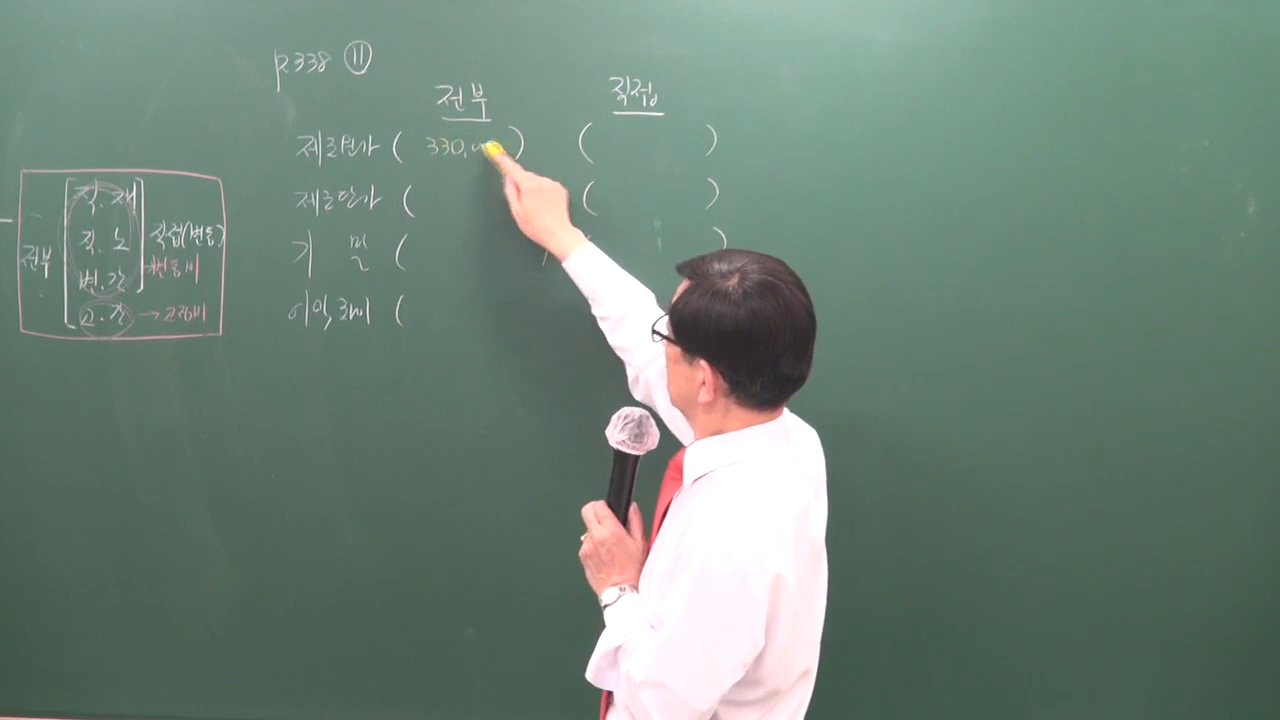 p.338 ⑪
전부 직접
제조원가 ( 330,000 ) ( )
제조단가 ( ( )
기말 ( )
이익차이 (
전부
직.재
직.노
변.간
고.간 → 고정비
직접(변동)
변동비